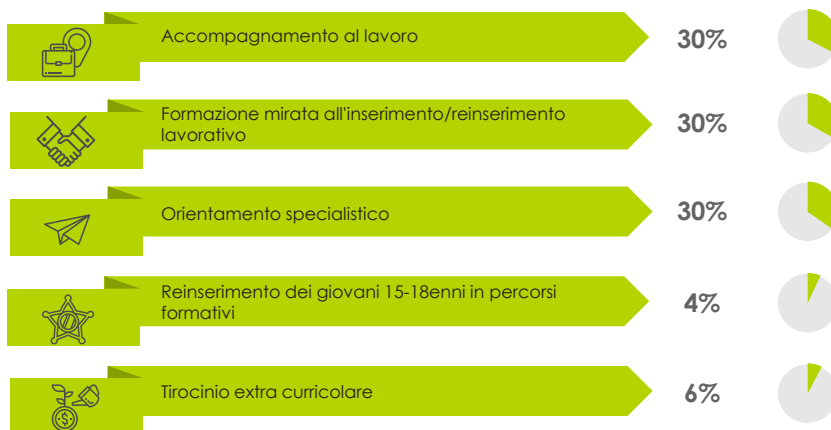 Accompagnamento al lavoro
30%
Formazione mirata all'inserimento/reinserimento
lavorativo
30%
Orientamento specialistico
30%
Reinserimento dei giovani 15-18enni in percorsi
formativi
4%
Tirocinio extra curricolare
6%